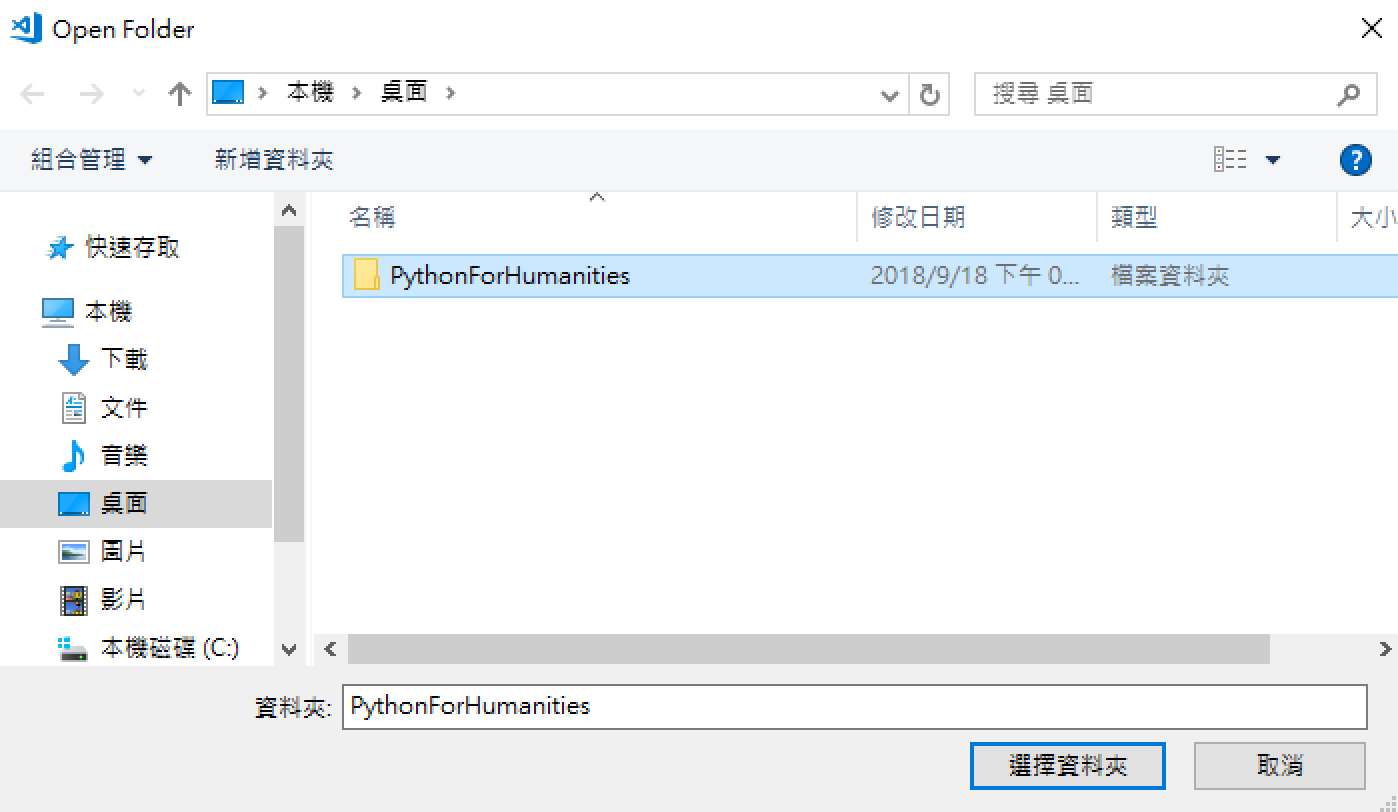 Open Folder
本機 桌面
搜尋 桌面
組合管理
新增資料夾
名稱
修改日期
類型
大小
快速存取
本機
下載
文件
音樂
桌面
圖片
影片
本機磁碟 (C:)
PythonForHumanities 2018/9/18 下午 0... 檔案資料夾
資料夾: PythonForHumanities
選擇資料夾
取消